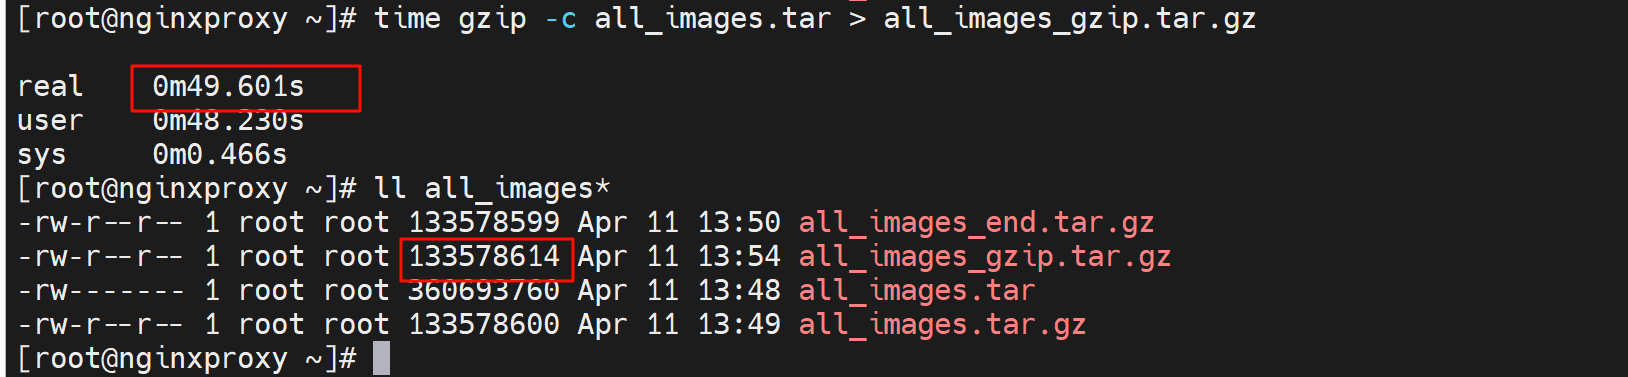 [root@nginxproxy ~]# time gzip -c all_images.tar > all_images_gzip.tar.gz
real 0m49.601s
user 0m48.230s
sys 0m0.466s
[root@nginxproxy ~]# ll all_images*
-rw-r--r-- 1 root root 133578599 Apr 11 13:50 all_images_end.tar.gz
-rw-r--r-- 1 root root 133578614 Apr 11 13:54 all_images_gzip.tar.gz
-rw------- 1 root root 360693760 Apr 11 13:48 all_images.tar
-rw-r--r-- 1 root root 133578600 Apr 11 13:49 all_images.tar.gz
[root@nginxproxy ~]#